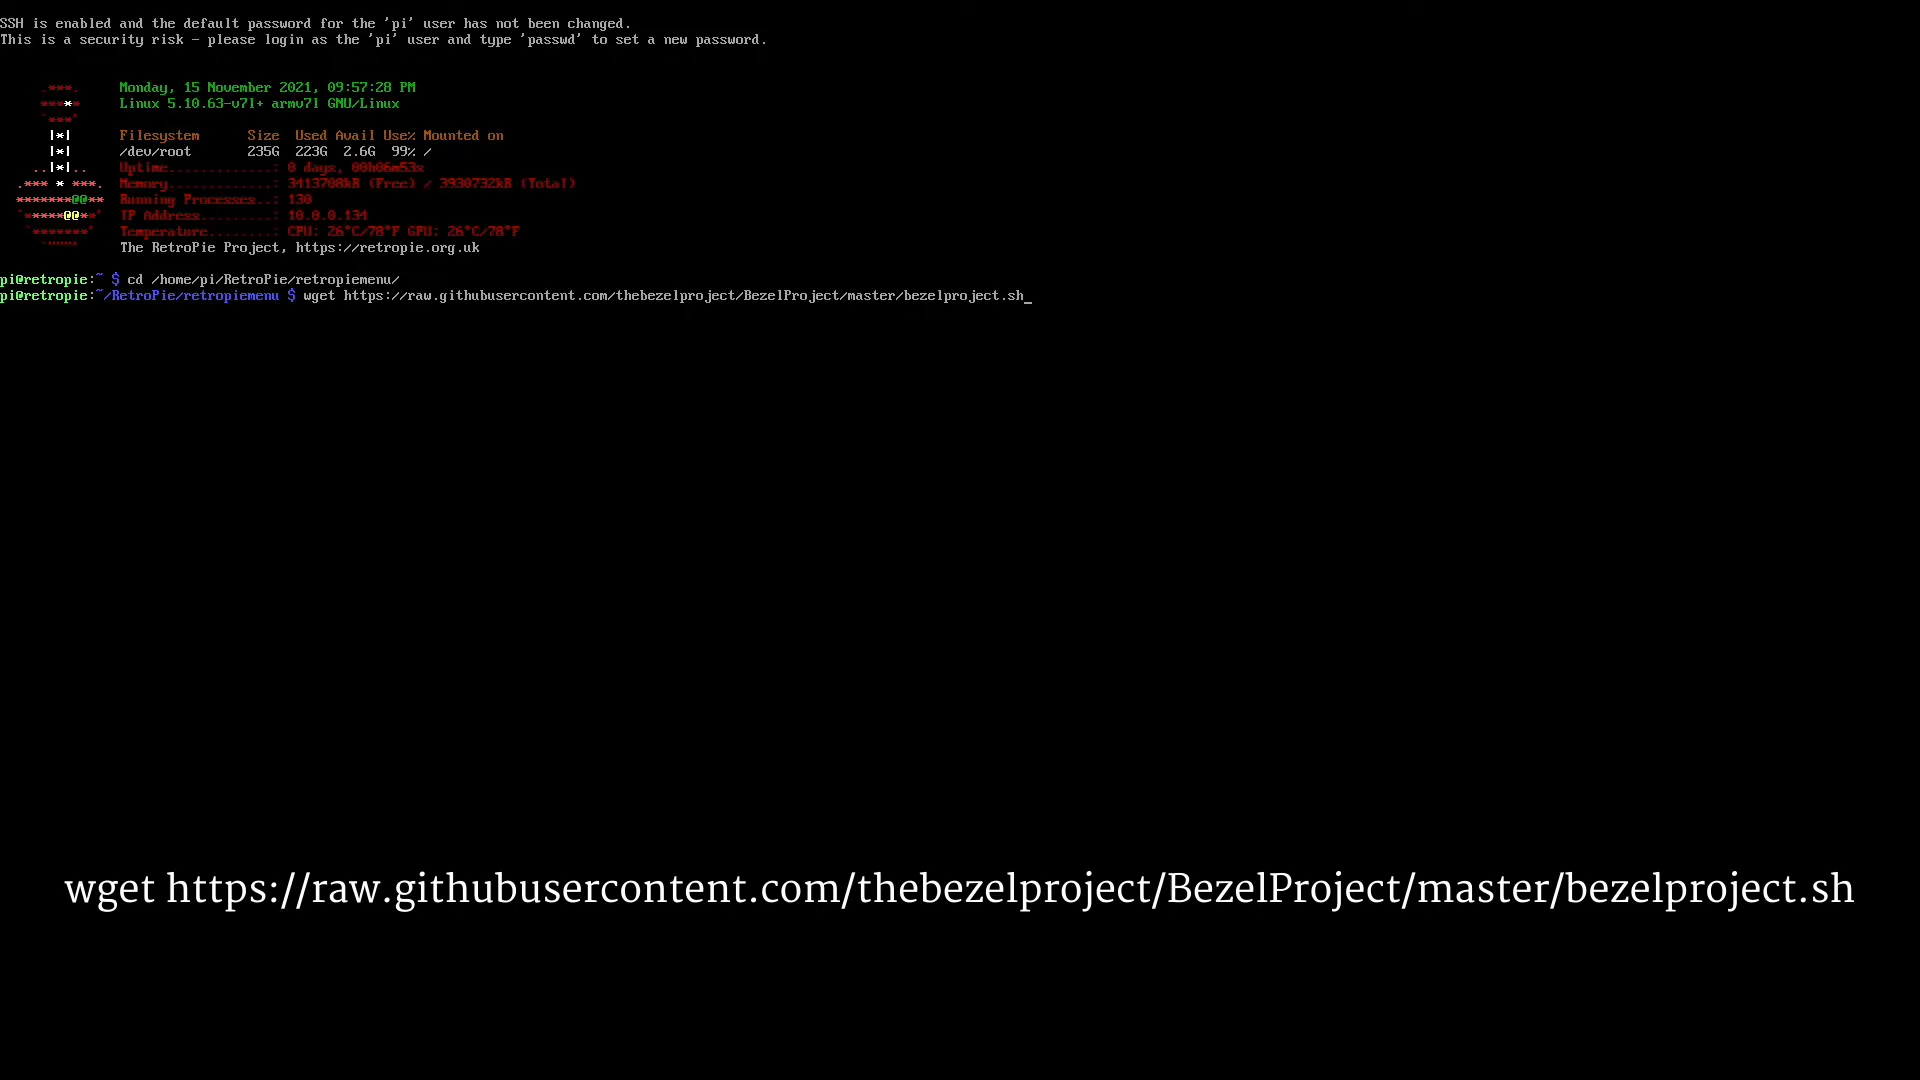 SSH is enabled and the default password for the 'pi' user has not been changed.
This is a security risk - please login as the 'pi' user and type 'passwd' to set a new password.
Monday, 15 November 2021, 09:57:28 PM
Linux 5.10.63-v7l+ armv7l GNU/Linux
Filesystem Size Used Avail Use% Mounted on
/dev/root 235G 223G 2.6G 99% /
Uptime.............: 0 days, 00h06m53s
Memory.............: 3413708kB (Free) / 3930732kB (Total)
Running Processes..: 130
IP Address.........: 10.0.0.134
Temperature........: CPU: 26°C/78°F GPU: 26°C/78°F
The RetroPie Project, https://retropie.org.uk
pi@retropie:~ $ cd /home/pi/RetroPie/retropiemenu/
pi@retropie:~/RetroPie/retropiemenu $ wget https://raw.githubusercontent.com/thebezelproject/BezelProject/master/bezelproject.sh_
wget https://raw.githubusercontent.com/thebezelproject/BezelProject/master/bezelproject.sh